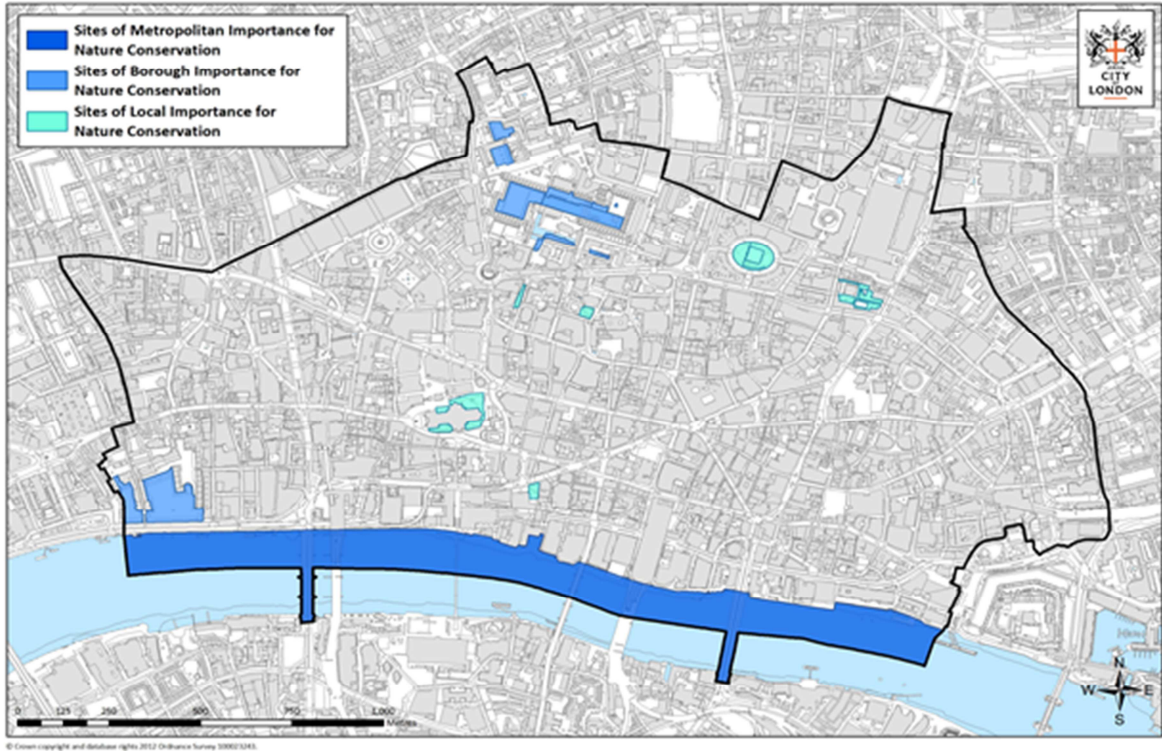 Sites of Metropolitan Importance for
Nature Conservation
Sites of Borough Importance for
Nature Conservation
Sites of Local Importance for
Nature Conservation
CITY
LONDON
N
W E
S
0 125 250 500 750 1,000
Metres
© Crown copyright and database rights 2012 Ordnance Survey 100023243.